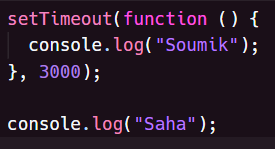 setTimeout(function () {
  console.log("Soumik");
}, 3000);

console.log("Saha");